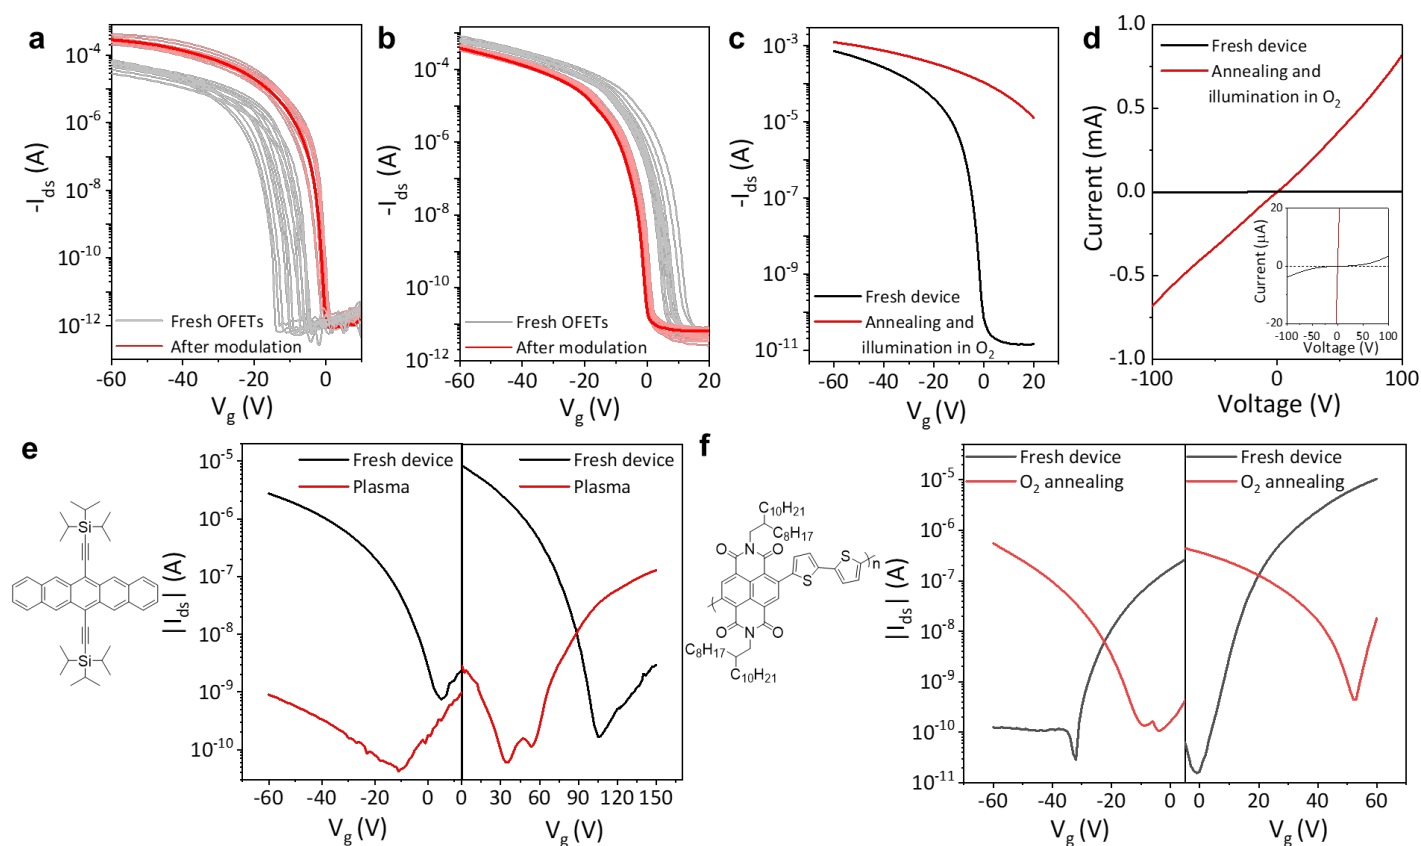 a
10⁻⁴
10⁻⁶
10⁻⁸
10⁻¹⁰
10⁻¹²
-I_ds (A)
Fresh OFETs
After modulation
-60
-40
-20
0
V_g (V)
b
10⁻⁴
10⁻⁶
10⁻⁸
10⁻¹⁰
10⁻¹²
-I_ds (A)
Fresh OFETs
After modulation
-60
-40
-20
0
20
V_g (V)
c
10⁻³
10⁻⁵
10⁻⁷
10⁻⁹
10⁻¹¹
-I_ds (A)
Fresh device
Annealing and
illumination in O₂
-60
-40
-20
0
20
V_g (V)
d
1.0
0.5
0.0
-0.5
-1.0
Current (mA)
Fresh device
Annealing and
illumination in O₂
20
0
-20
Current (μA)
-100
-50
0
50
100
Voltage (V)
-100
0
100
Voltage (V)
e
Si
Si
10⁻⁵
10⁻⁶
10⁻⁷
10⁻⁸
10⁻⁹
10⁻¹⁰
|I_ds| (A)
Fresh device
Plasma
Fresh device
Plasma
-60
-40
-20
0
V_g (V)
0
30
60
90
120
150
V_g (V)
f
C₁₀H₂₁
C₈H₁₇
O
N
O
S
S
n
O
N
O
C₈H₁₇
C₁₀H₂₁
10⁻⁵
10⁻⁶
10⁻⁷
10⁻⁸
10⁻⁹
10⁻¹⁰
10⁻¹¹
|I_ds| (A)
Fresh device
O₂ annealing
Fresh device
O₂ annealing
-60
-40
-20
0
V_g (V)
0
20
40
60
V_g (V)